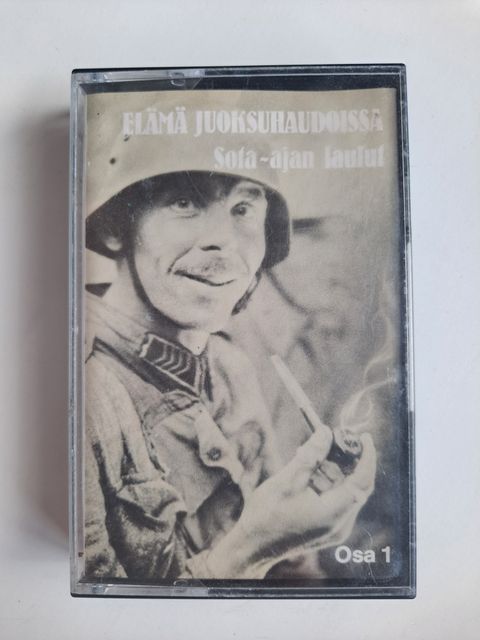 ELÄMÄ JUOKSUHAUDOISSA
Sota-ajan laulut
Osa 1